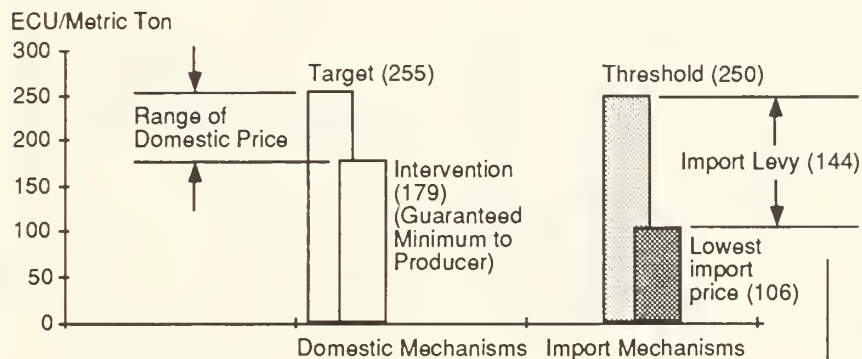 ECU/Metric Ton
300
250
200
150
100
50
0
Target (255)
Range of
Domestic Price
Intervention
(179)
(Guaranteed
Minimum to
Producer)
Threshold (250)
Import Levy (144)
Lowest
import
price (106)
Domestic Mechanisms
Import Mechanisms